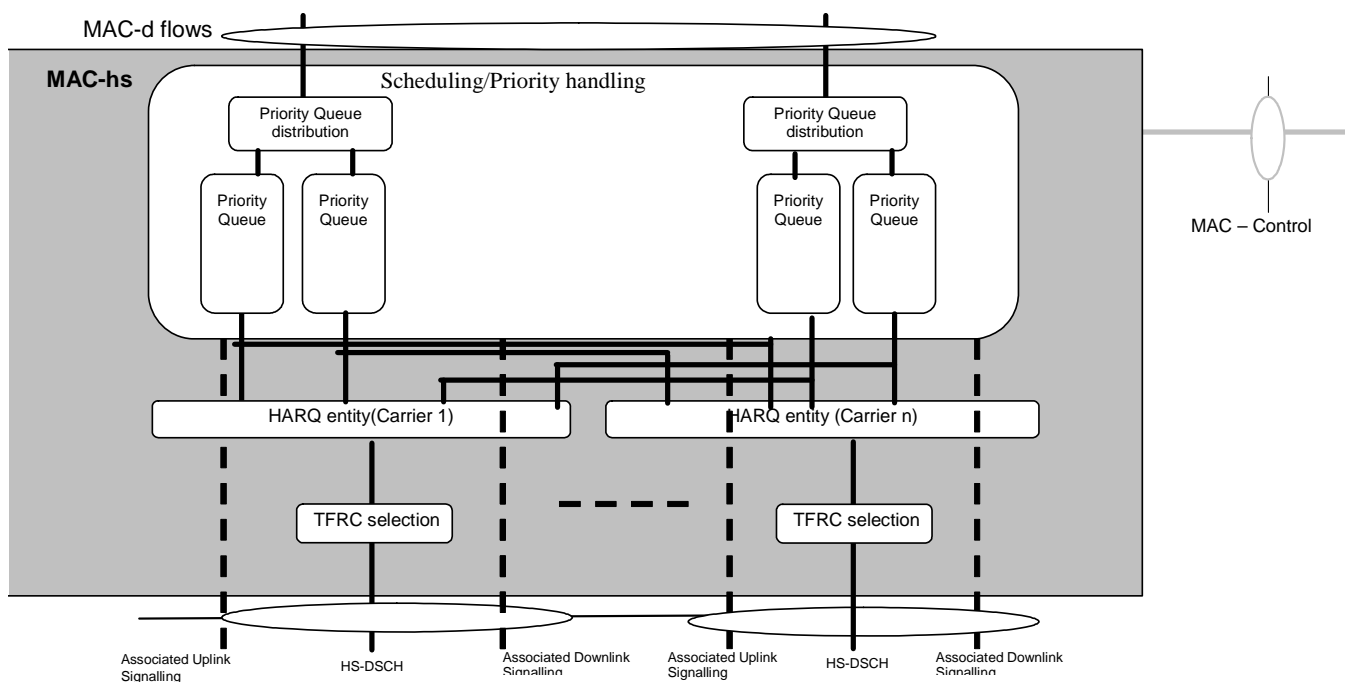 MAC-d flows
MAC-hs
Scheduling/Priority handling
Priority Queue
distribution
Priority Queue
distribution
Priority
Queue
Priority
Queue
Priority
Queue
Priority
Queue
MAC – Control
HARQ entity(Carrier 1)
HARQ entity (Carrier n)
TFRC selection
TFRC selection
Associated Uplink
Signalling
HS-DSCH
Associated Downlink
Signalling
Associated Uplink
Signalling
HS-DSCH
Associated Downlink
Signalling